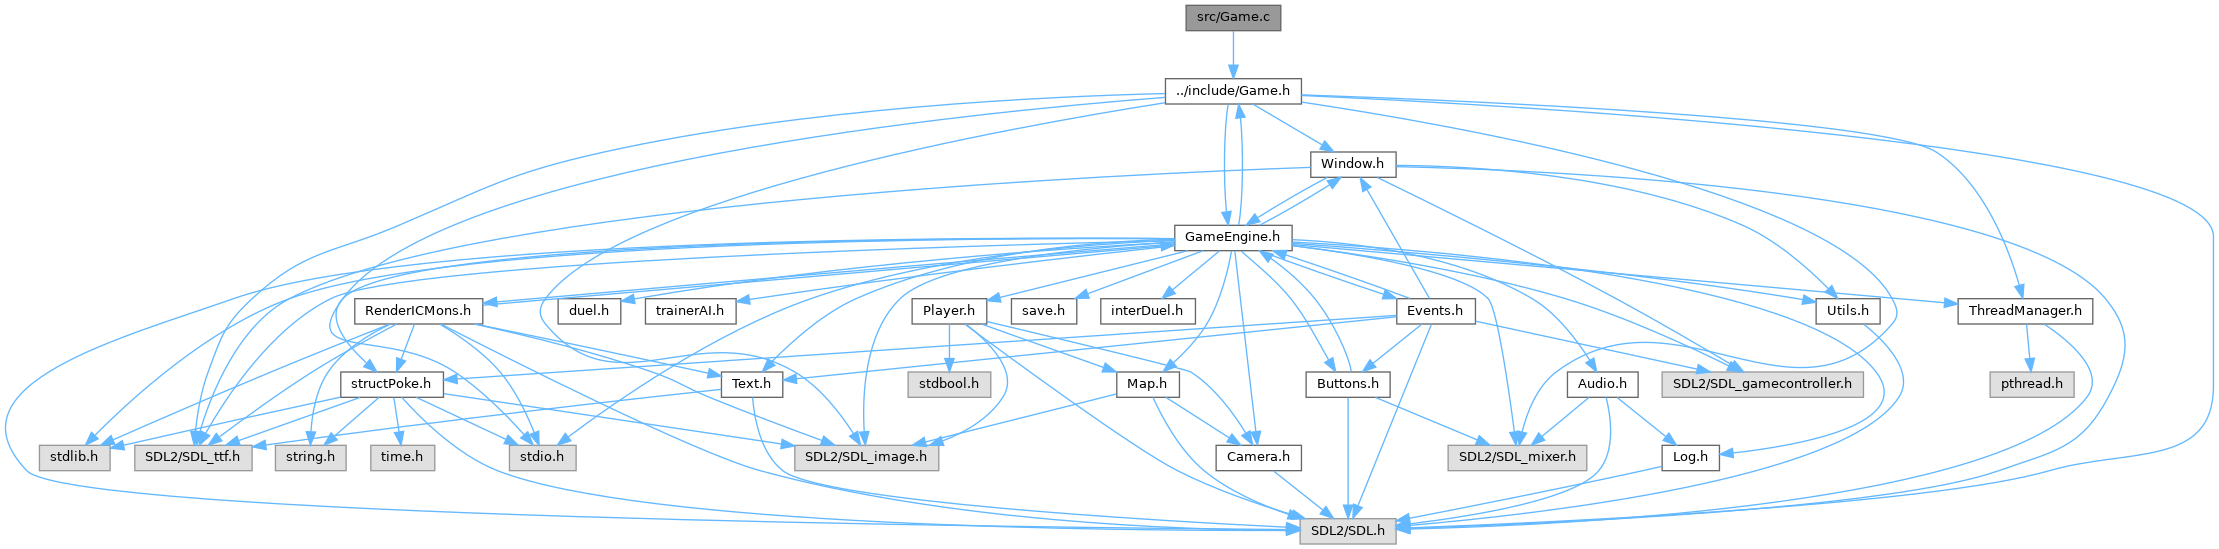 src/Game.c
../include/Game.h
Window.h
GameEngine.h
RenderICMons.h
duel.h
trainerAI.h
Player.h
save.h
interDuel.h
Events.h
Utils.h
ThreadManager.h
structPoke.h
Text.h
stdbool.h
Map.h
Buttons.h
Audio.h
SDL2/SDL_gamecontroller.h
pthread.h
stdlib.h
SDL2/SDL_ttf.h
string.h
time.h
stdio.h
SDL2/SDL_image.h
Camera.h
SDL2/SDL_mixer.h
Log.h
SDL2/SDL.h